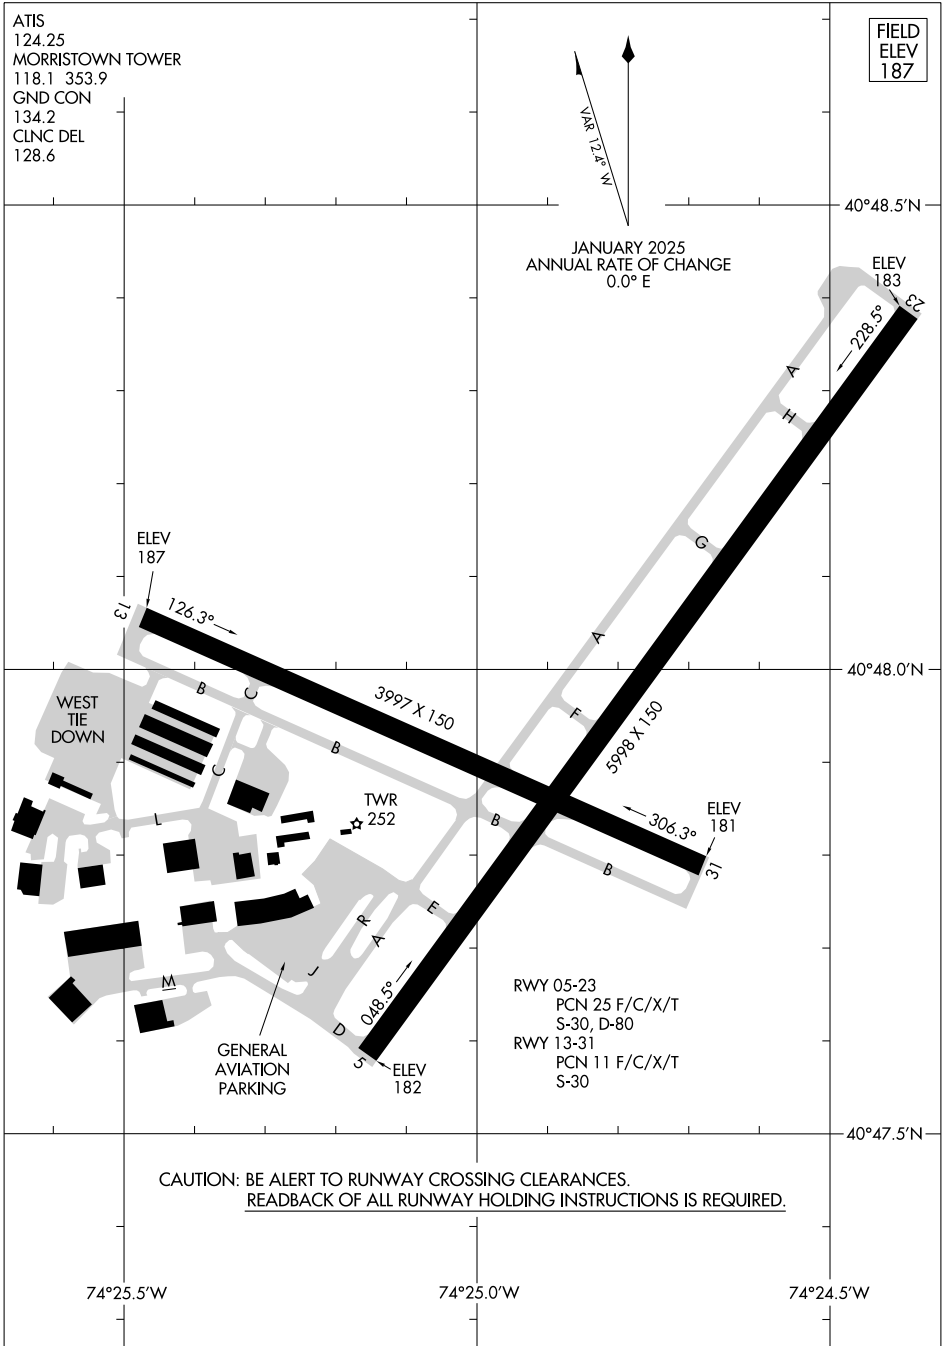 ATIS
124.25
MORRISTOWN TOWER
118.1 353.9
GND CON
134.2
CLNC DEL
128.6
FIELD
ELEV
187
VAR 12.4° W
40°48.5'N
JANUARY 2025
ANNUAL RATE OF CHANGE
0.0° E
ELEV
183
23
228.5°
A
H
G
ELEV
187
13
126.3°
A
40°48.0'N
WEST
TIE
DOWN
B
C
3997 X 150
F
5998 X 150
B
C
L
TWR
252
B
306.3°
ELEV
181
31
B
E
R
A
J
M
048.5°
D
5
ELEV
182
GENERAL
AVIATION
PARKING
RWY 05-23
PCN 25 F/C/X/T
S-30, D-80
RWY 13-31
PCN 11 F/C/X/T
S-30
40°47.5'N
CAUTION: BE ALERT TO RUNWAY CROSSING CLEARANCES.
READBACK OF ALL RUNWAY HOLDING INSTRUCTIONS IS REQUIRED.
74°25.5'W
74°25.0'W
74°24.5'W